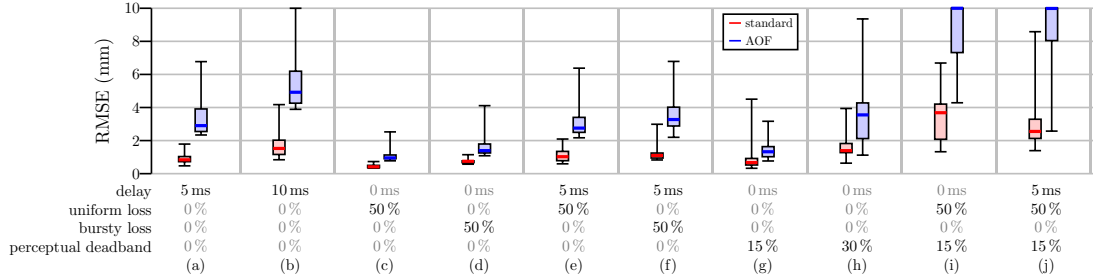 10
8
6
4
2
0
RMSE (mm)
standard
AOF
delay 5 ms 10 ms 0 ms 0 ms 5 ms 5 ms 0 ms 0 ms 0 ms 5 ms
uniform loss 0 % 0 % 50 % 0 % 50 % 0 % 0 % 0 % 50 % 50 %
bursty loss 0 % 0 % 0 % 50 % 0 % 50 % 0 % 0 % 0 % 0 %
perceptual deadband 0 % 0 % 0 % 0 % 0 % 0 % 15 % 30 % 15 % 15 %
(a) (b) (c) (d) (e) (f) (g) (h) (i) (j)